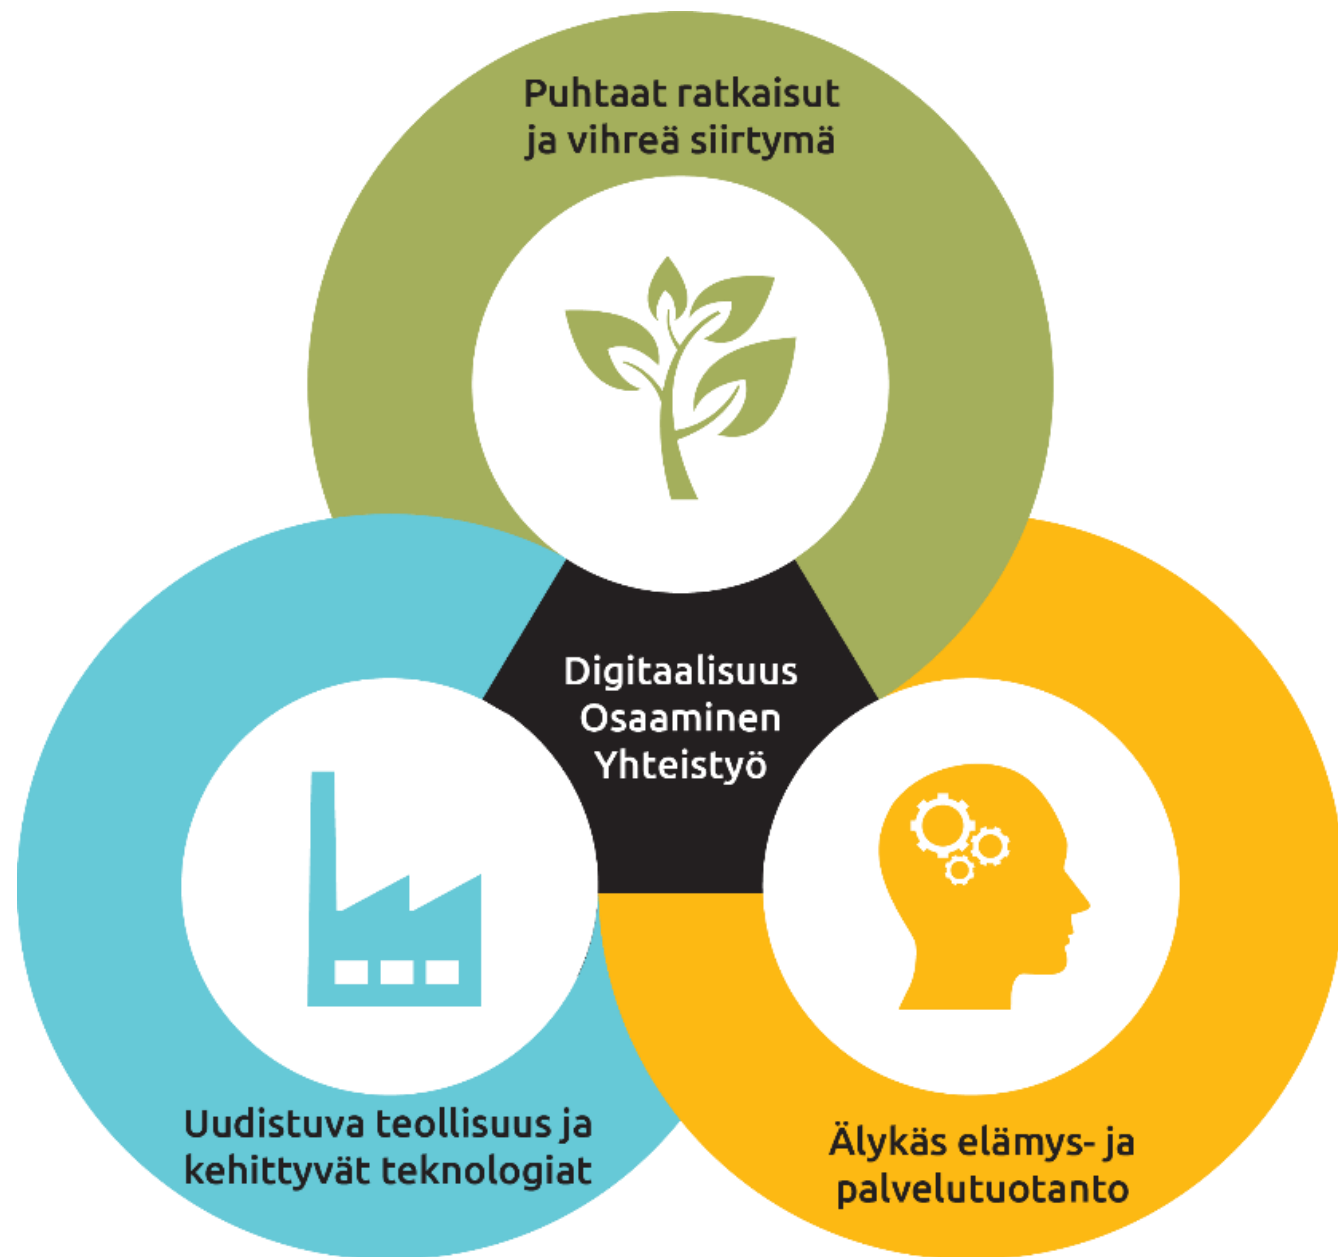 Puhtaat ratkaisut
ja vihreä siirtymä
Digitaalisuus
Osaaminen
Yhteistyö
Uudistuva teollisuus ja
kehittyvät teknologiat
Älykäs elämys- ja
palvelutuotanto